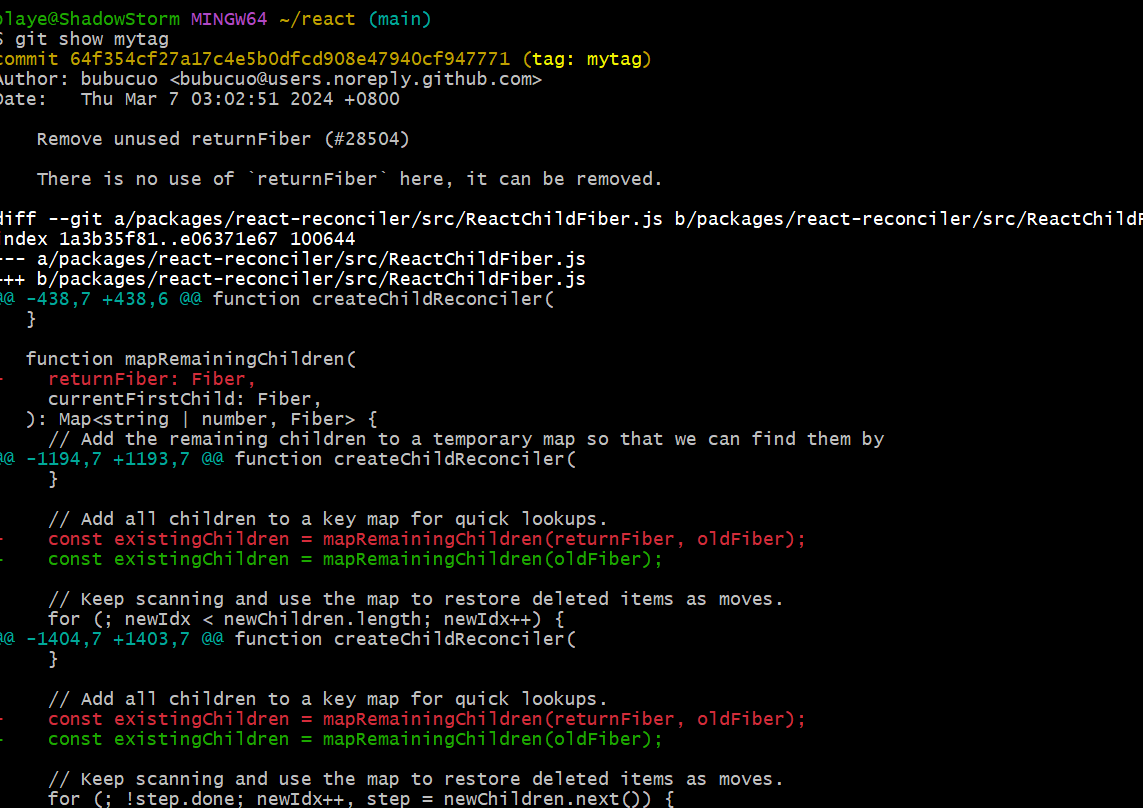 playe@ShadowStorm MINGW64 ~/react (main)
$ git show mytag
commit 64f354cf27a17c4e5b0dfcd908e47940cf947771 (tag: mytag)
Author: bubucuo <bubucuo@users.noreply.github.com>
Date:   Thu Mar 7 03:02:51 2024 +0800

    Remove unused returnFiber (#28504)

    There is no use of `returnFiber` here, it can be removed.

diff --git a/packages/react-reconciler/src/ReactChildFiber.js b/packages/react-reconciler/src/ReactChildF
index 1a3b35f81..e06371e67 100644
--- a/packages/react-reconciler/src/ReactChildFiber.js
+++ b/packages/react-reconciler/src/ReactChildFiber.js
@@ -438,7 +438,6 @@ function createChildReconciler(
   }

   function mapRemainingChildren(
-    returnFiber: Fiber,
     currentFirstChild: Fiber,
   ): Map<string | number, Fiber> {
     // Add the remaining children to a temporary map so that we can find them by
@@ -1194,7 +1193,7 @@ function createChildReconciler(
     }

     // Add all children to a key map for quick lookups.
-    const existingChildren = mapRemainingChildren(returnFiber, oldFiber);
+    const existingChildren = mapRemainingChildren(oldFiber);

     // Keep scanning and use the map to restore deleted items as moves.
     for (; newIdx < newChildren.length; newIdx++) {
@@ -1404,7 +1403,7 @@ function createChildReconciler(
     }

     // Add all children to a key map for quick lookups.
-    const existingChildren = mapRemainingChildren(returnFiber, oldFiber);
+    const existingChildren = mapRemainingChildren(oldFiber);

     // Keep scanning and use the map to restore deleted items as moves.
     for (; !step.done; newIdx++, step = newChildren.next()) {